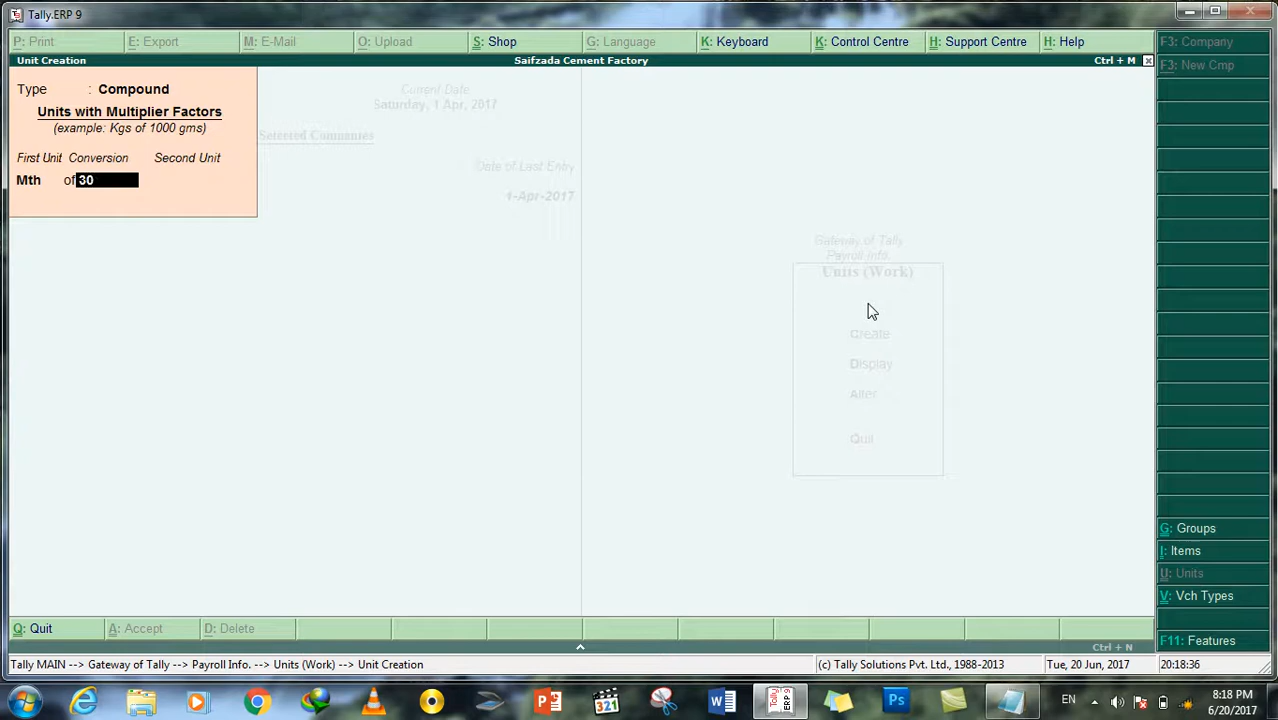 Tally.ERP 9
P: Print E: Export M: E-Mail O: Upload S: Shop G: Language K: Keyboard K: Control Centre H: Support Centre H: Help F3: Company
Unit Creation Saifzada Cement Factory Ctrl + M
F3: New Cmp
Type : Compound
Current Date
Saturday, 1 Apr, 2017
Units with Multiplier Factors
(example: Kgs of 1000 gms)
Selected Companies
First Unit Conversion Second Unit
Date of Last Entry
Mth of 30
1-Apr-2017
Gateway of Tally
Payroll Info.
Units (Work)
Create
Display
Alter
Quit
G: Groups
I: Items
U: Units
V: Vch Types
Q: Quit A: Accept D: Delete
F11: Features
Ctrl + N
Tally MAIN --> Gateway of Tally --> Payroll Info. --> Units (Work) --> Unit Creation (c) Tally Solutions Pvt. Ltd., 1988-2013 Tue, 20 Jun, 2017 20:18:36
EN 8:18 PM
6/20/2017